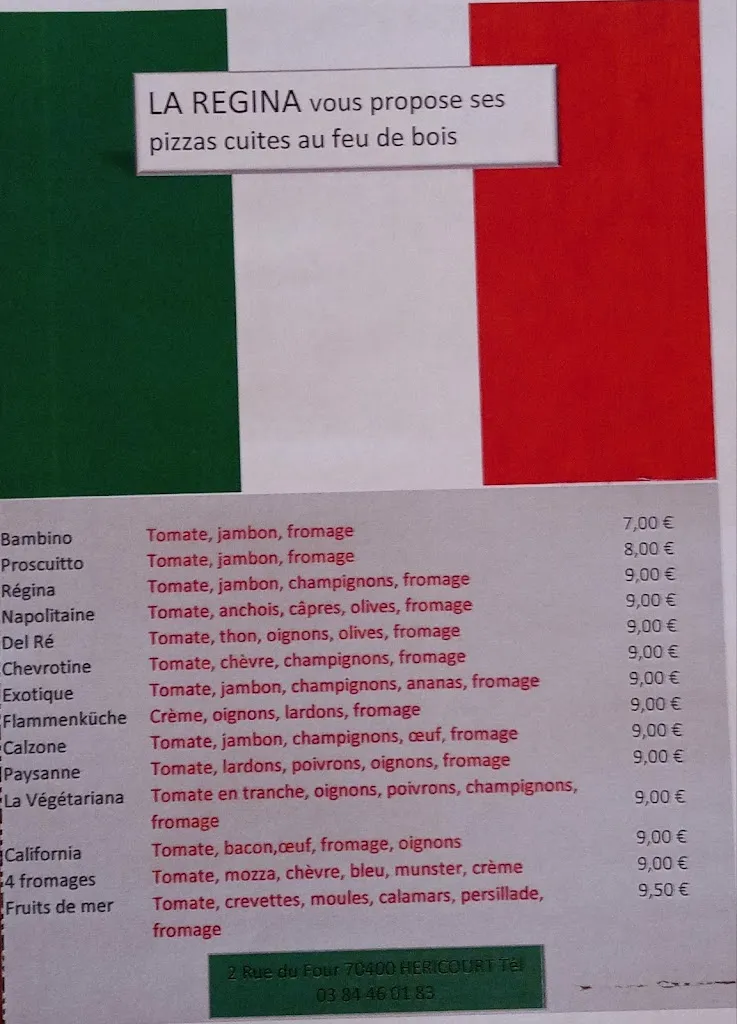 LA REGINA vous propose ses
pizzas cuites au feu de bois
Bambino Tomate, jambon, fromage 7,00 €
Proscuitto Tomate, jambon, fromage 8,00 €
Régina Tomate, jambon, champignons, fromage 9,00 €
Napolitaine Tomate, anchois, câpres, olives, fromage 9,00 €
Del Ré Tomate, thon, oignons, olives, fromage 9,00 €
Chevrotine Tomate, chèvre, champignons, fromage 9,00 €
Exotique Tomate, jambon, champignons, ananas, fromage 9,00 €
Flammenküche Crème, oignons, lardons, fromage 9,00 €
Calzone Tomate, jambon, champignons, œuf, fromage 9,00 €
Paysanne Tomate, lardons, poivrons, oignons, fromage 9,00 €
La Végétariana Tomate en tranche, oignons, poivrons, champignons, 9,00 €
fromage
California Tomate, bacon,œuf, fromage, oignons 9,00 €
4 fromages Tomate, mozza, chèvre, bleu, munster, crème 9,00 €
Fruits de mer Tomate, crevettes, moules, calamars, persillade, 9,50 €
fromage
2 Rue du Four 70400 HERICOURT Tél
03 84 46 01 83